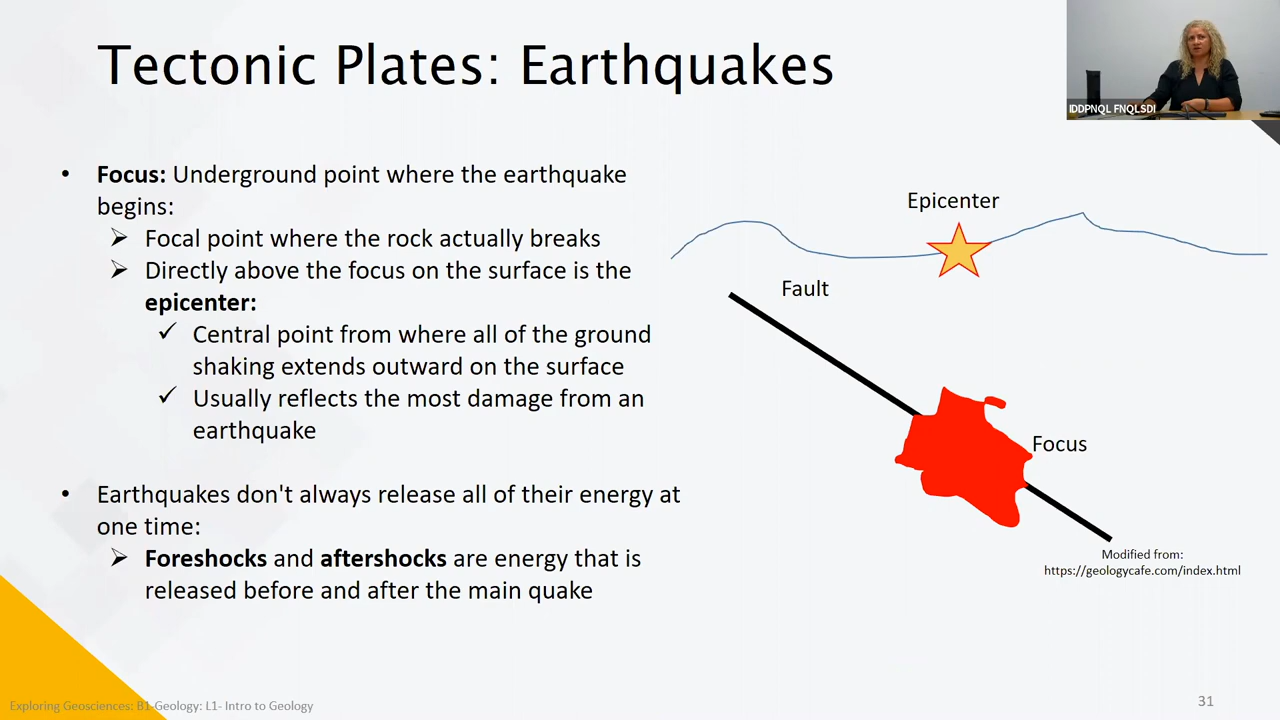 Tectonic Plates: Earthquakes
IDDPNQL FNQLSDI
• Focus: Underground point where the earthquake
begins:
➢ Focal point where the rock actually breaks
➢ Directly above the focus on the surface is the
epicenter:
✓ Central point from where all of the ground
shaking extends outward on the surface
✓ Usually reflects the most damage from an
earthquake
• Earthquakes don't always release all of their energy at
one time:
➢ Foreshocks and aftershocks are energy that is
released before and after the main quake
Epicenter
Fault
Focus
Modified from:
https://geologycafe.com/index.html
Exploring Geosciences: B1-Geology: L1- Intro to Geology
31